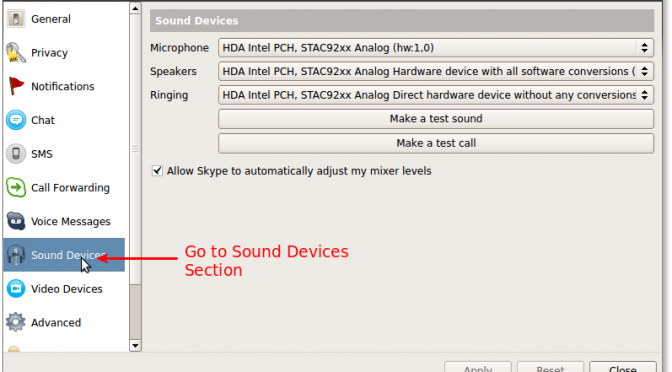 General
Privacy
Notifications
Chat
SMS
Call Forwarding
Voice Messages
Sound Devices
Video Devices
Advanced
Sound Devices
Microphone
HDA Intel PCH, STAC92xx Analog (hw:1,0)
Speakers
HDA Intel PCH, STAC92xx Analog Hardware device with all software conversions (
Ringing
HDA Intel PCH, STAC92xx Analog Direct hardware device without any conversions
Make a test sound
Make a test call
Allow Skype to automatically adjust my mixer levels
Go to Sound Devices
Section
Apply
Reset
Close